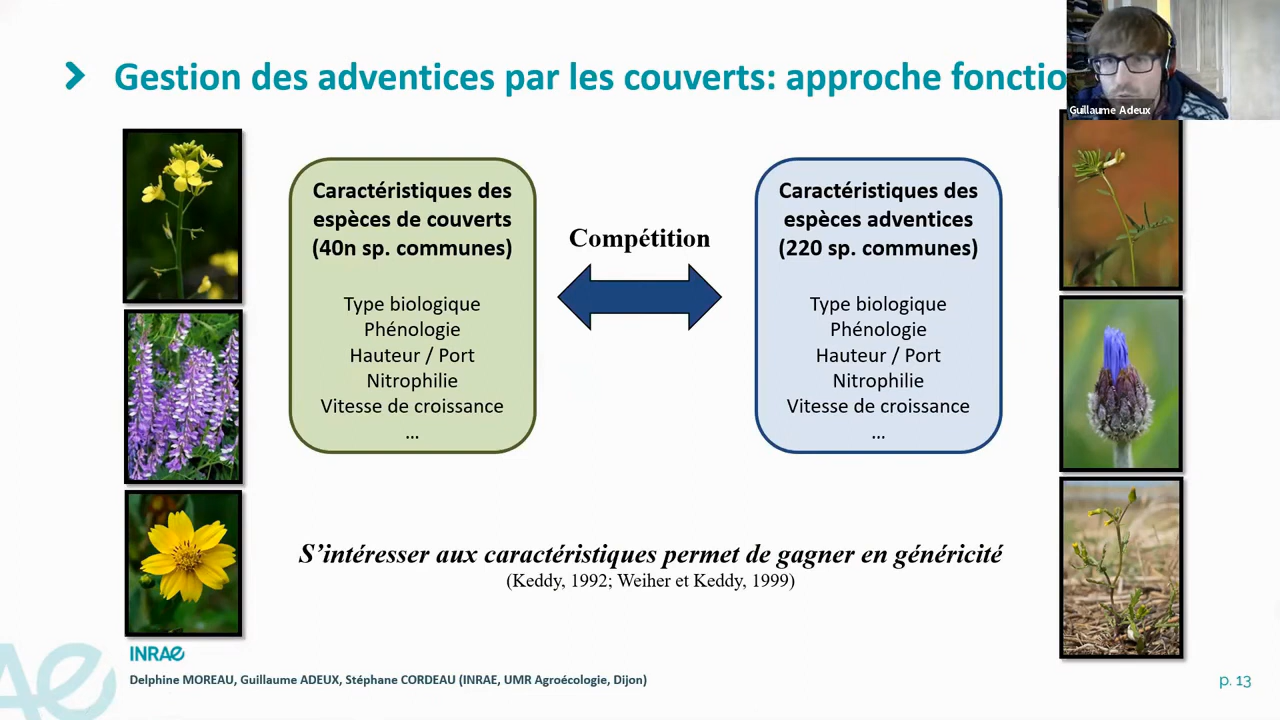 Gestion des adventices par les couverts: approche fonctio
Guillaume Adeux
Caractéristiques des
espèces de couverts
(40n sp. communes)
Type biologique
Phénologie
Hauteur / Port
Nitrophilie
Vitesse de croissance
...
Compétition
Caractéristiques des
espèces adventices
(220 sp. communes)
Type biologique
Phénologie
Hauteur / Port
Nitrophilie
Vitesse de croissance
...
S'intéresser aux caractéristiques permet de gagner en généricité
(Keddy, 1992; Weiher et Keddy, 1999)
INRAE
Delphine MOREAU, Guillaume ADEUX, Stéphane CORDEAU (INRAE, UMR Agroécologie, Dijon)
p. 13